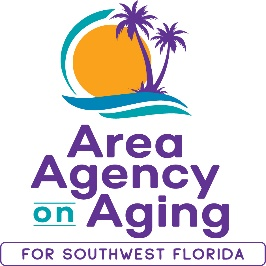 Area
Agency
on Aging
FOR SOUTHWEST FLORIDA